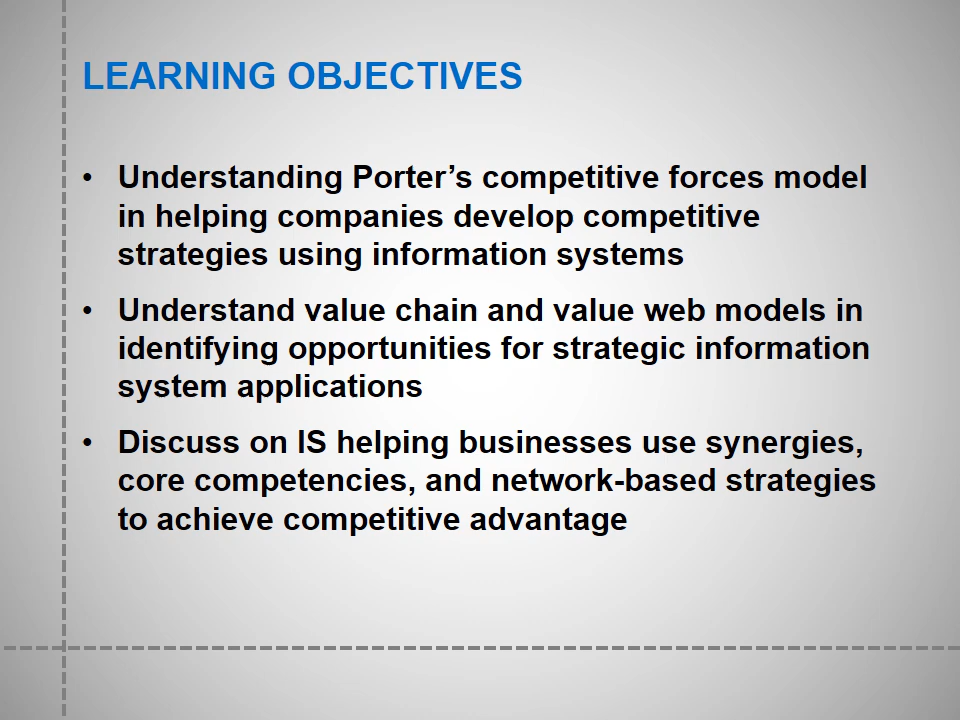 LEARNING OBJECTIVES
• Understanding Porter’s competitive forces model
in helping companies develop competitive
strategies using information systems
• Understand value chain and value web models in
identifying opportunities for strategic information
system applications
• Discuss on IS helping businesses use synergies,
core competencies, and network-based strategies
to achieve competitive advantage